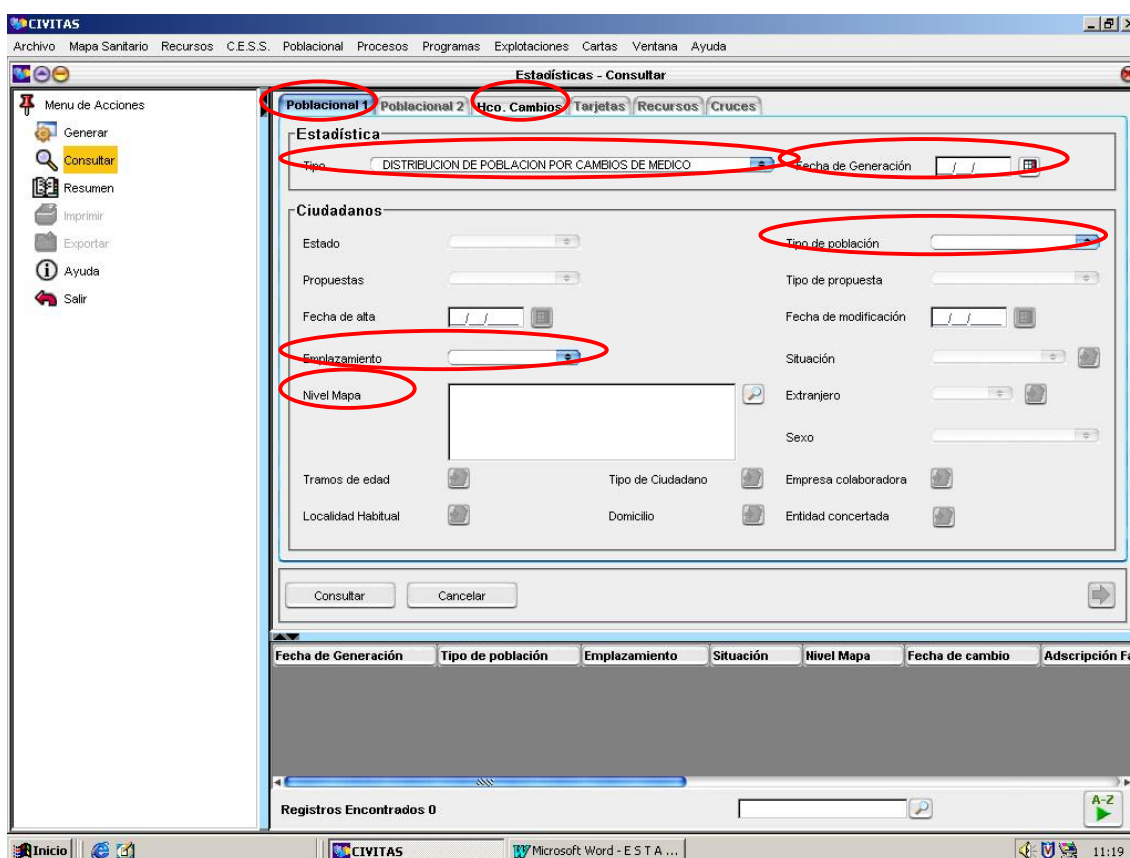 CIVITAS
Archivo Mapa Sanitario Recursos C.E.S.S. Poblacional Procesos Programas Explotaciones Cartas Ventana Ayuda
Estadísticas - Consultar
Menu de Acciones
Generar
Consultar
Resumen
Imprimir
Exportar
Ayuda
Salir
Poblacional 1 Poblacional 2 Hco. Cambios Tarjetas Recursos Cruces
Estadística
Tipo DISTRIBUCION DE POBLACION POR CAMBIOS DE MEDICO Fecha de Generación _/_/_
Ciudadanos
Estado Tipo de población
Propuestas Tipo de propuesta
Fecha de alta _/_/_ Fecha de modificación _/_/_
Emplazamiento Situación
Nivel Mapa Extranjero
Sexo
Tramos de edad Tipo de Ciudadano Empresa colaboradora
Localidad Habitual Domicilio Entidad concertada
Consultar Cancelar
Fecha de Generación Tipo de población Emplazamiento Situación Nivel Mapa Fecha de cambio Adscripción Fa
Registros Encontrados 0 A-Z
Inicio CIVITAS Microsoft Word - E S T A ... 11:19